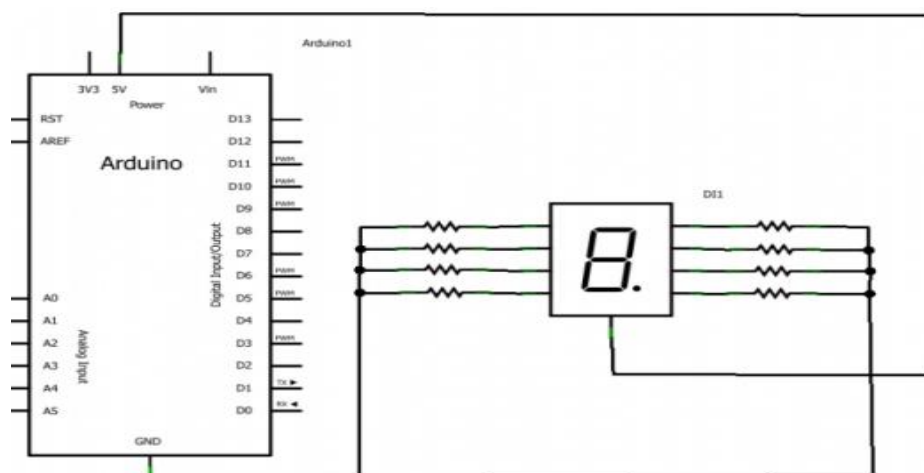 Arduino1
3V3 5V Vin
Power
RST D13
AREF D12
Arduino
D11 PWM
D10 PWM
D9 PWM
D8
D7
D6 PWM
D5 PWM
D4
D3 PWM
D2
D1 TX ▶
D0 RX ◀
Digital Input/Output
A0
A1
A2
A3
A4
A5
Analog Input
GND
DI1
8.